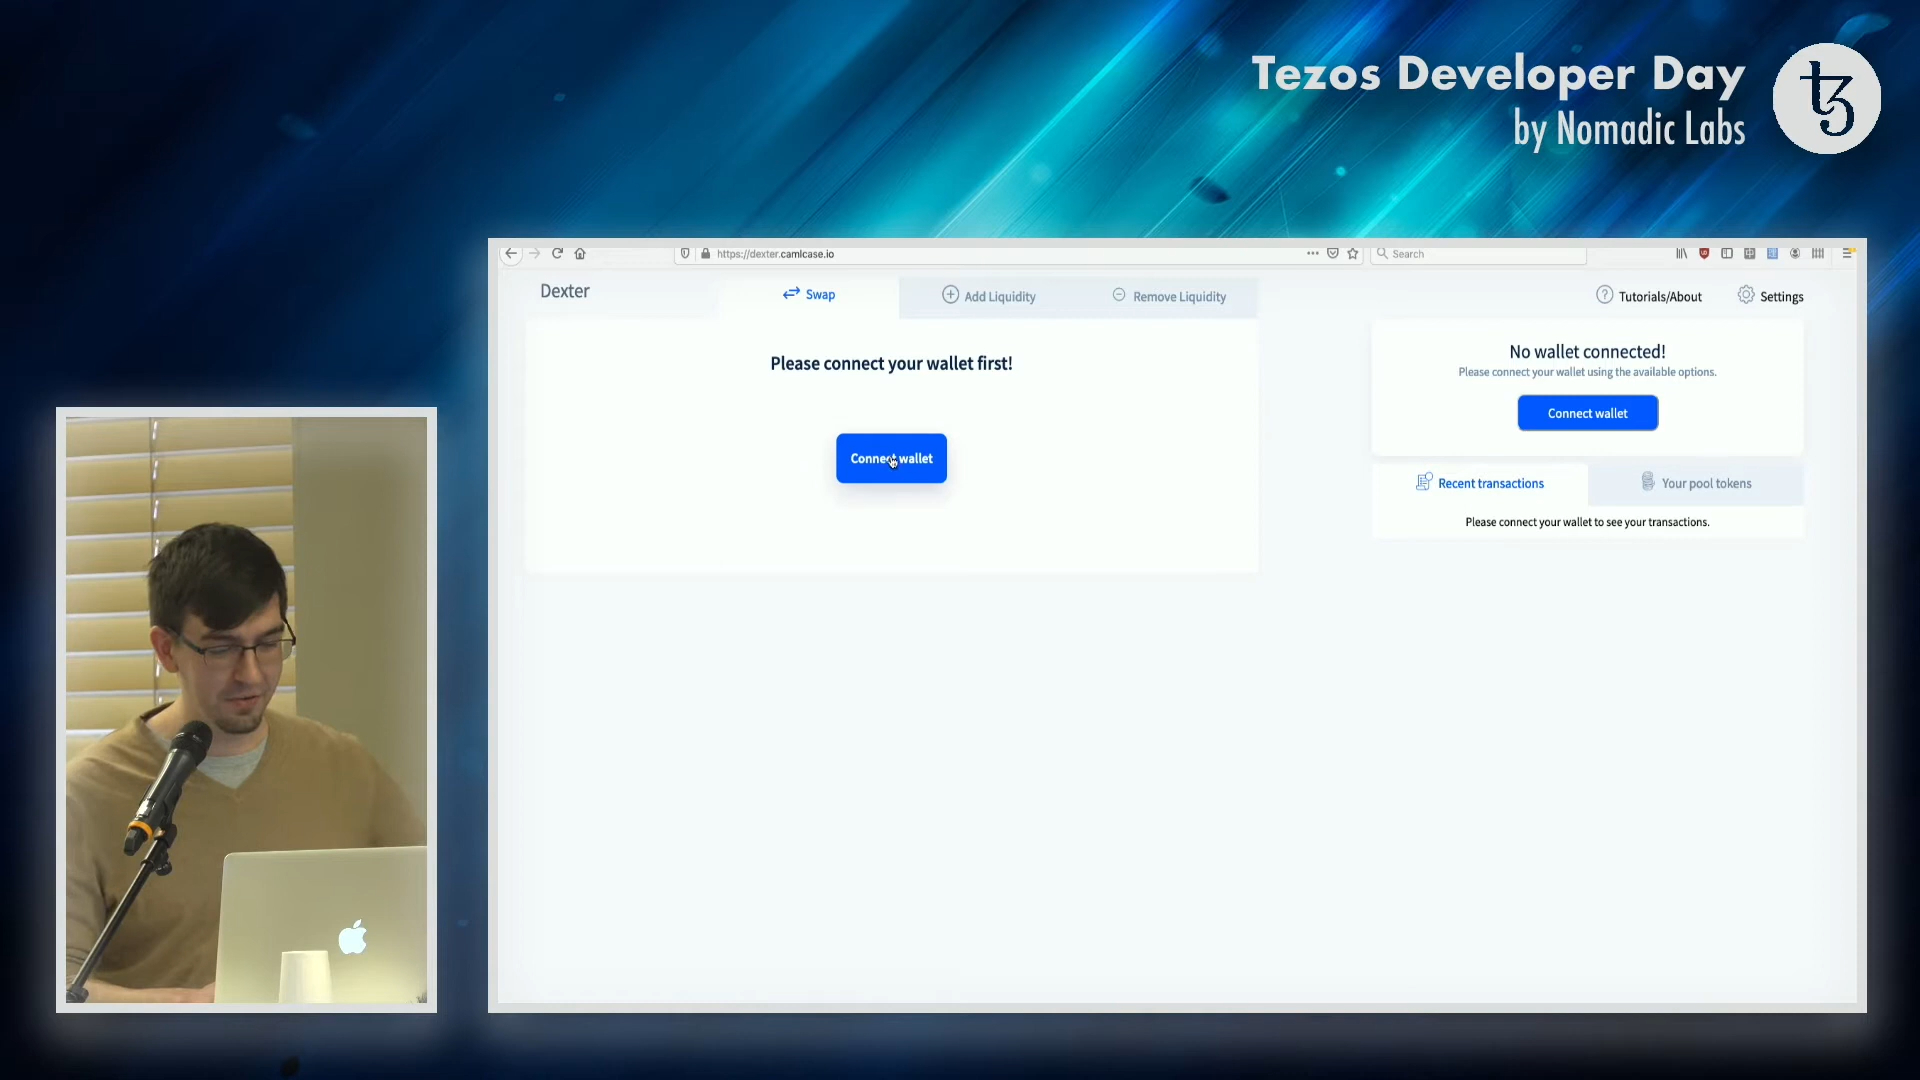 Tezos Developer Day
by Nomadic Labs
https://dexter.camlcase.io
Search
Dexter
Swap
Add Liquidity
Remove Liquidity
Tutorials/About
Settings
Please connect your wallet first!
Connect wallet
No wallet connected!
Please connect your wallet using the available options.
Connect wallet
Recent transactions
Your pool tokens
Please connect your wallet to see your transactions.